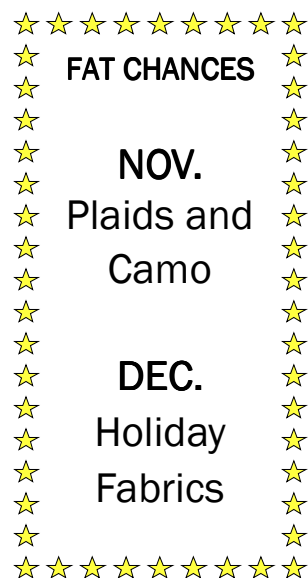 FAT CHANCES
NOV.
Plaids and
Camo
DEC.
Holiday
Fabrics